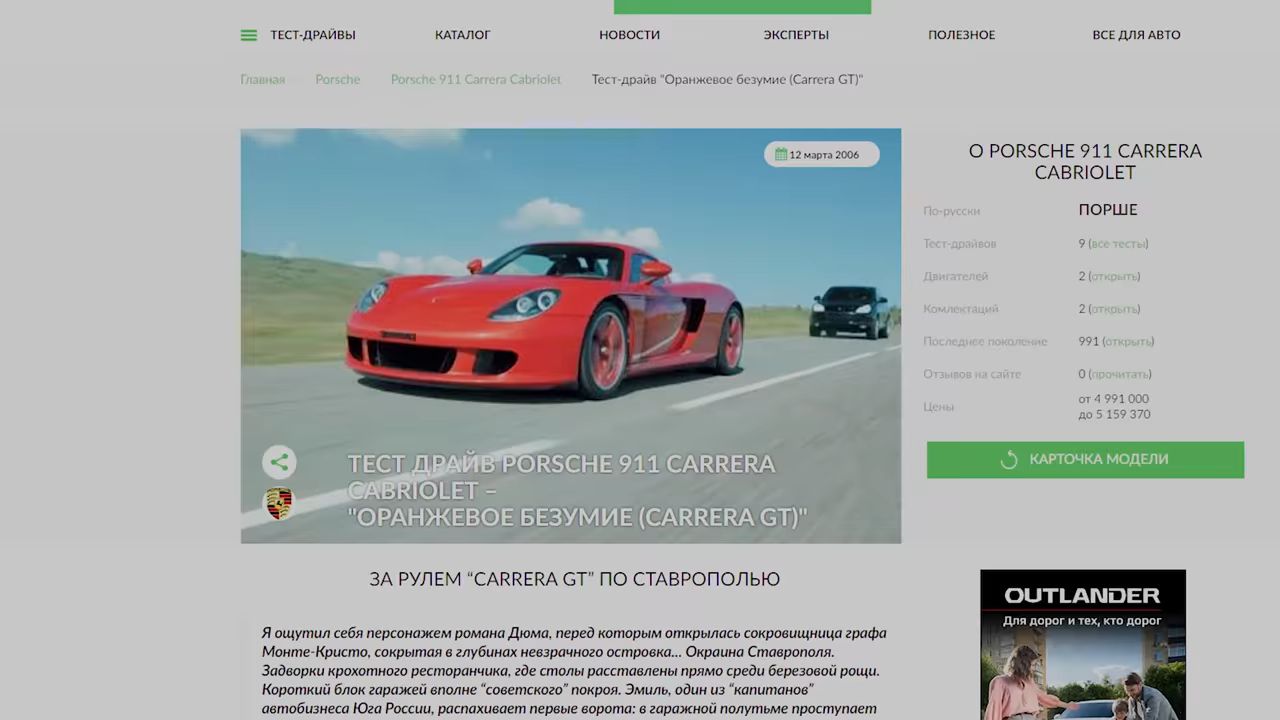 ТЕСТ-ДРАЙВЫ
КАТАЛОГ
НОВОСТИ
ЭКСПЕРТЫ
ПОЛЕЗНОЕ
ВСЕ ДЛЯ АВТО
Главная
Porsche
Porsche 911 Carrera Cabriolet
Тест-драйв "Оранжевое безумие (Carrera GT)"
12 марта 2006
ТЕСТ ДРАЙВ PORSCHE 911 CARRERA
CABRIOLET –
"ОРАНЖЕВОЕ БЕЗУМИЕ (CARRERA GT)"
О PORSCHE 911 CARRERA
CABRIOLET
По-русски ПОРШЕ
Тест-драйвов 9 (все тесты)
Двигателей 2 (открыть)
Комлектаций 2 (открыть)
Последнее поколение 991 (открыть)
Отзывов на сайте 0 (прочитать)
Цены от 4 991 000
до 5 159 370
КАРТОЧКА МОДЕЛИ
ЗА РУЛЕМ “CARRERA GT” ПО СТАВРОПОЛЬЮ
Я ощутил себя персонажем романа Дюма, перед которым открылась сокровищница графа
Монте-Кристо, сокрытая в глубинах невзрачного островка... Окраина Ставрополя.
Задворки крохотного ресторанчика, где столы расставлены прямо среди березовой рощи.
Короткий блок гаражей вполне “советского” покроя. Эмиль, один из “капитанов”
автобизнеса Юга России, распахивает первые ворота: в гаражной полутьме проступает
OUTLANDER
Для дорог и тех, кто дорог